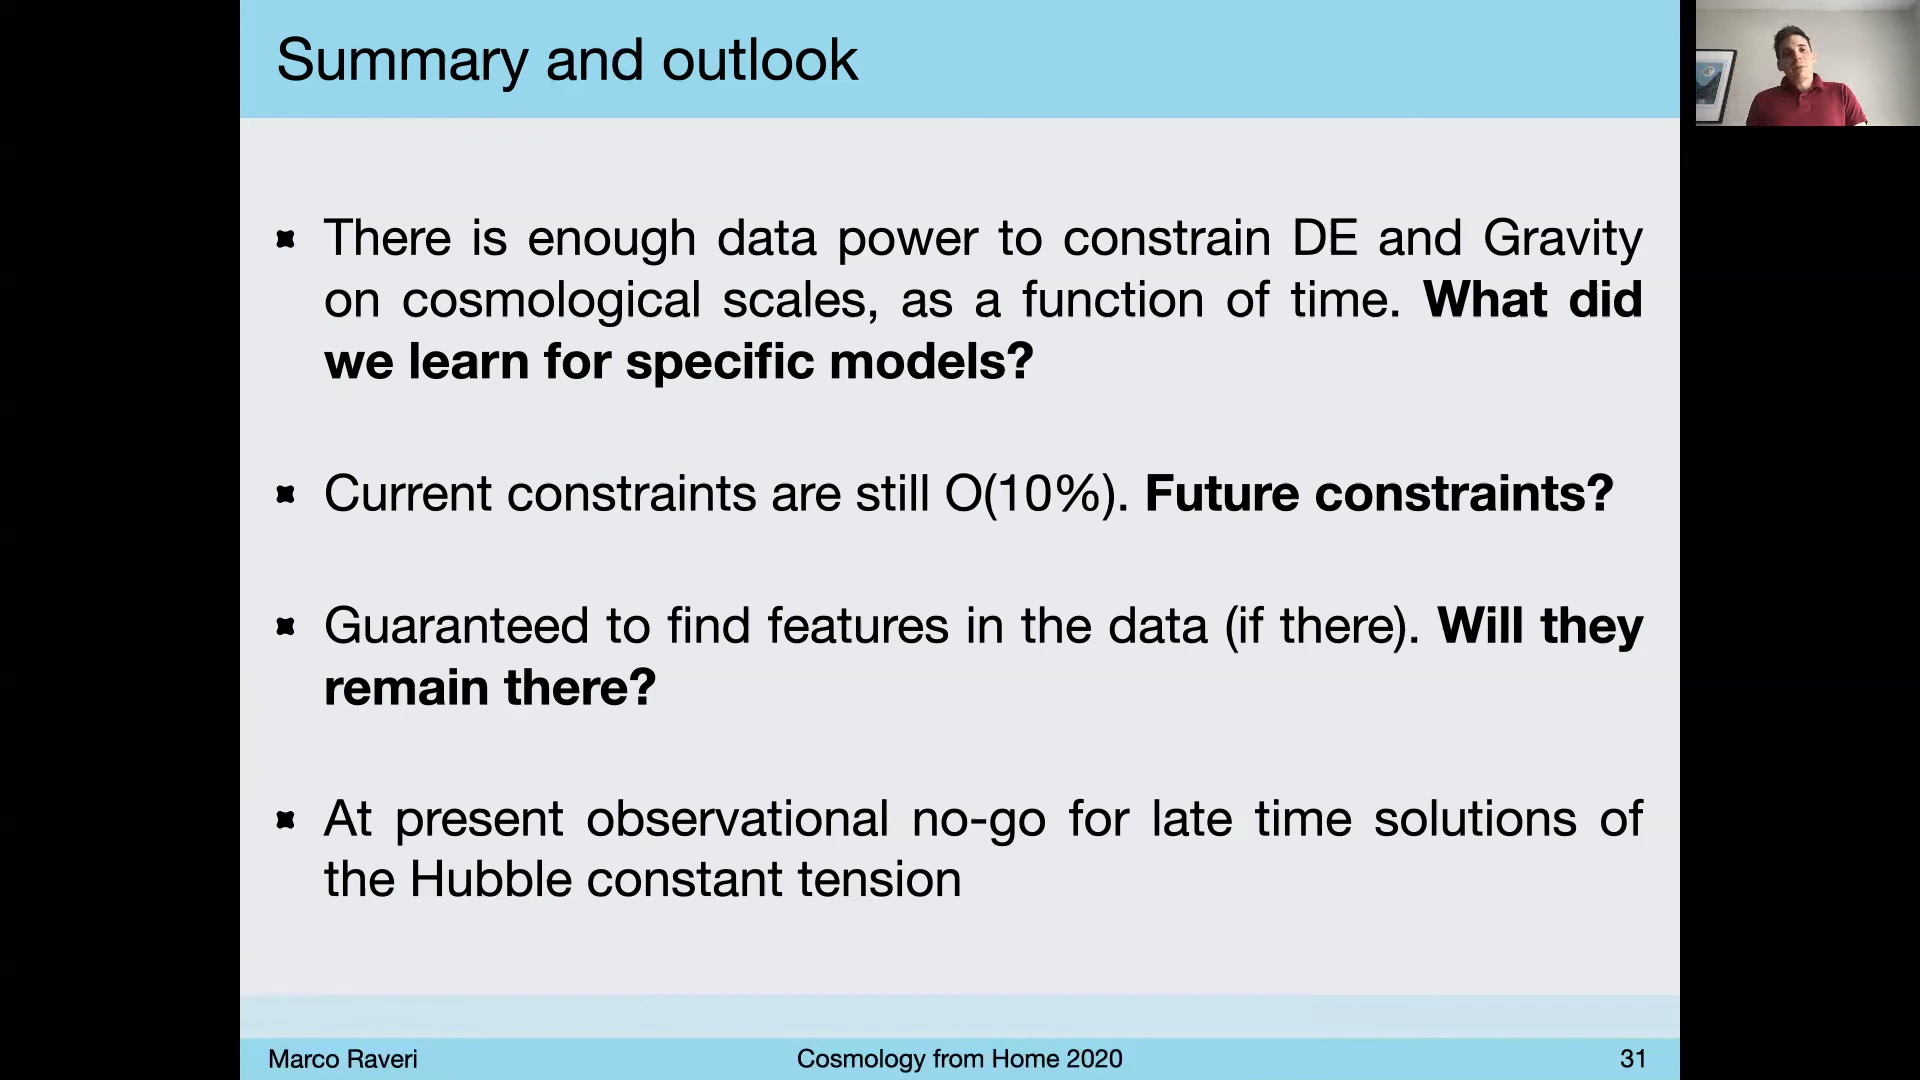 Summary and outlook
There is enough data power to constrain DE and Gravity
on cosmological scales, as a function of time. What did
we learn for specific models?
Current constraints are still O(10%). Future constraints?
Guaranteed to find features in the data (if there). Will they
remain there?
At present observational no-go for late time solutions of
the Hubble constant tension
Marco Raveri
Cosmology from Home 2020
31